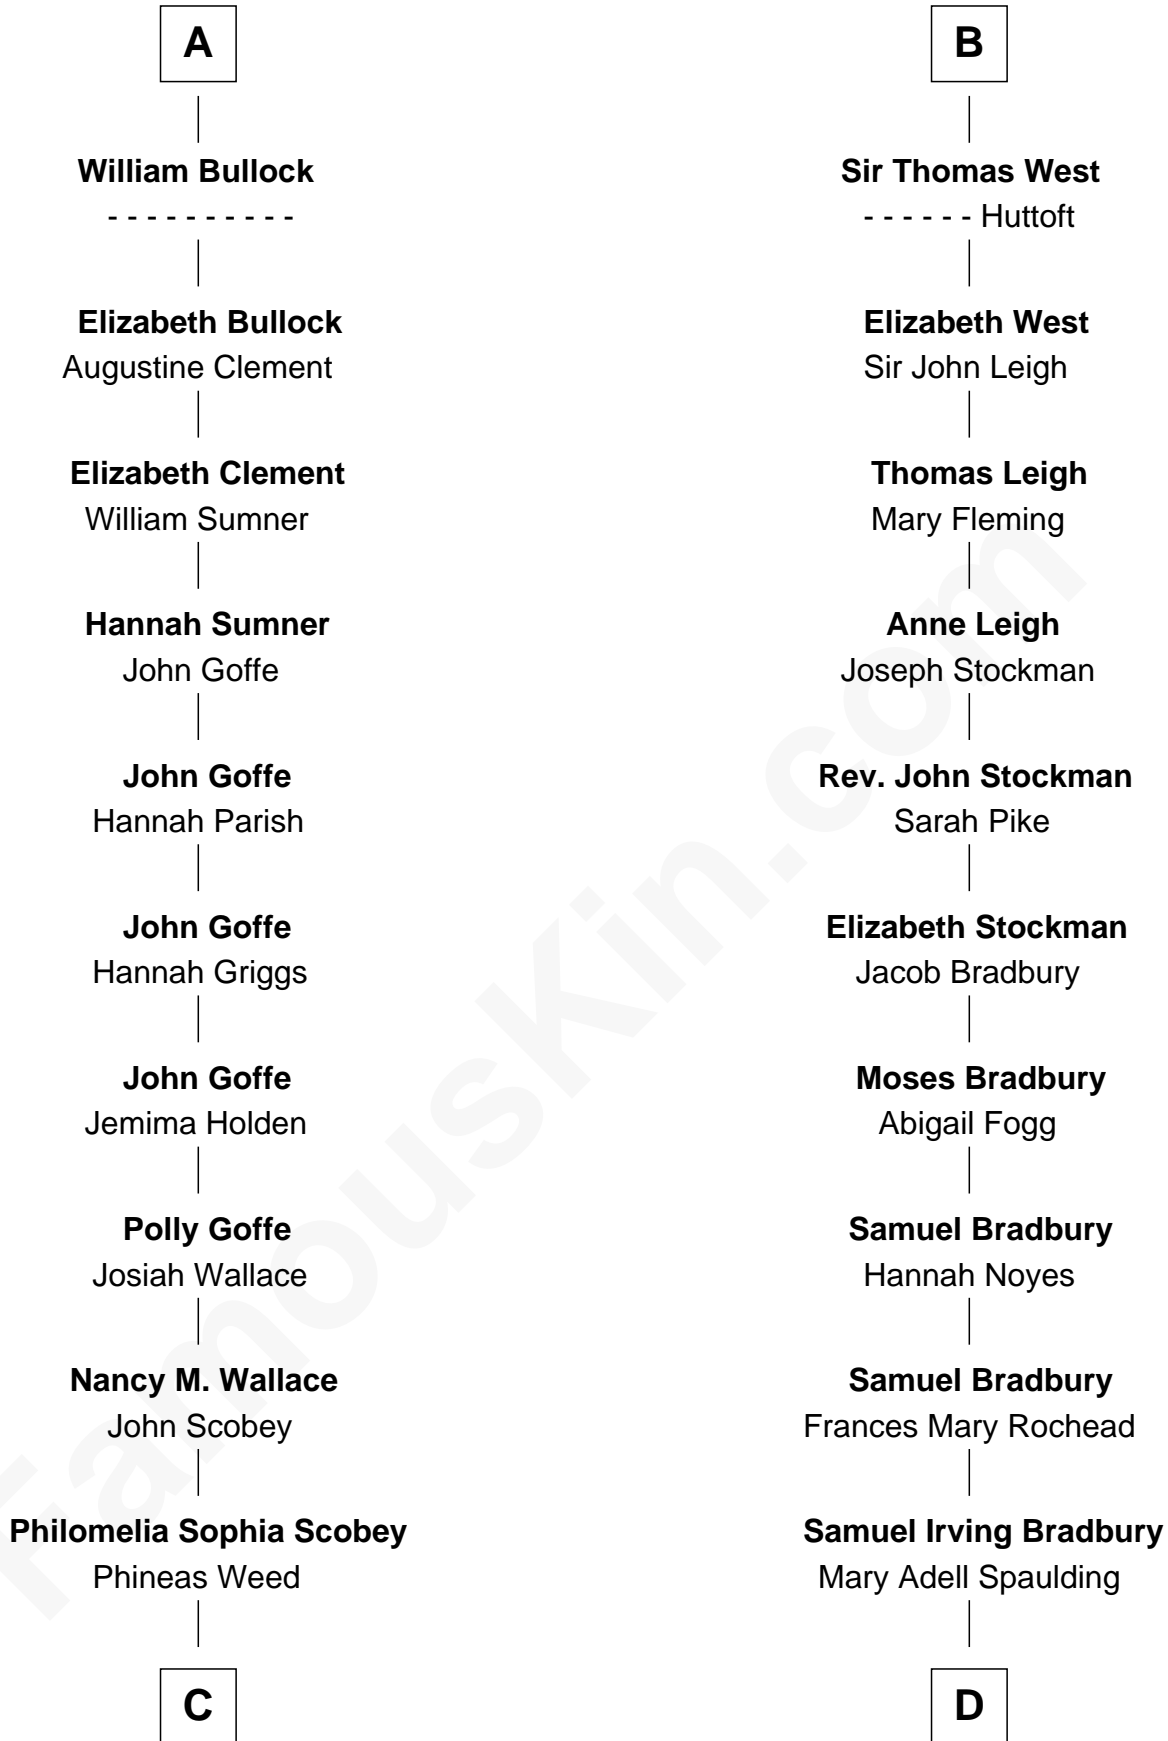 A
William Bullock
- - - - - - - - - -
Elizabeth Bullock
Augustine Clement
Elizabeth Clement
William Sumner
Hannah Sumner
John Goffe
John Goffe
Hannah Parish
John Goffe
Hannah Griggs
John Goffe
Jemima Holden
Polly Goffe
Josiah Wallace
Nancy M. Wallace
John Scobey
Philomelia Sophia Scobey
Phineas Weed
C
B
Sir Thomas West
- - - - - - Huttoft
Elizabeth West
Sir John Leigh
Thomas Leigh
Mary Fleming
Anne Leigh
Joseph Stockman
Rev. John Stockman
Sarah Pike
Elizabeth Stockman
Jacob Bradbury
Moses Bradbury
Abigail Fogg
Samuel Bradbury
Hannah Noyes
Samuel Bradbury
Frances Mary Rochead
Samuel Irving Bradbury
Mary Adell Spaulding
D
FamousKin.com